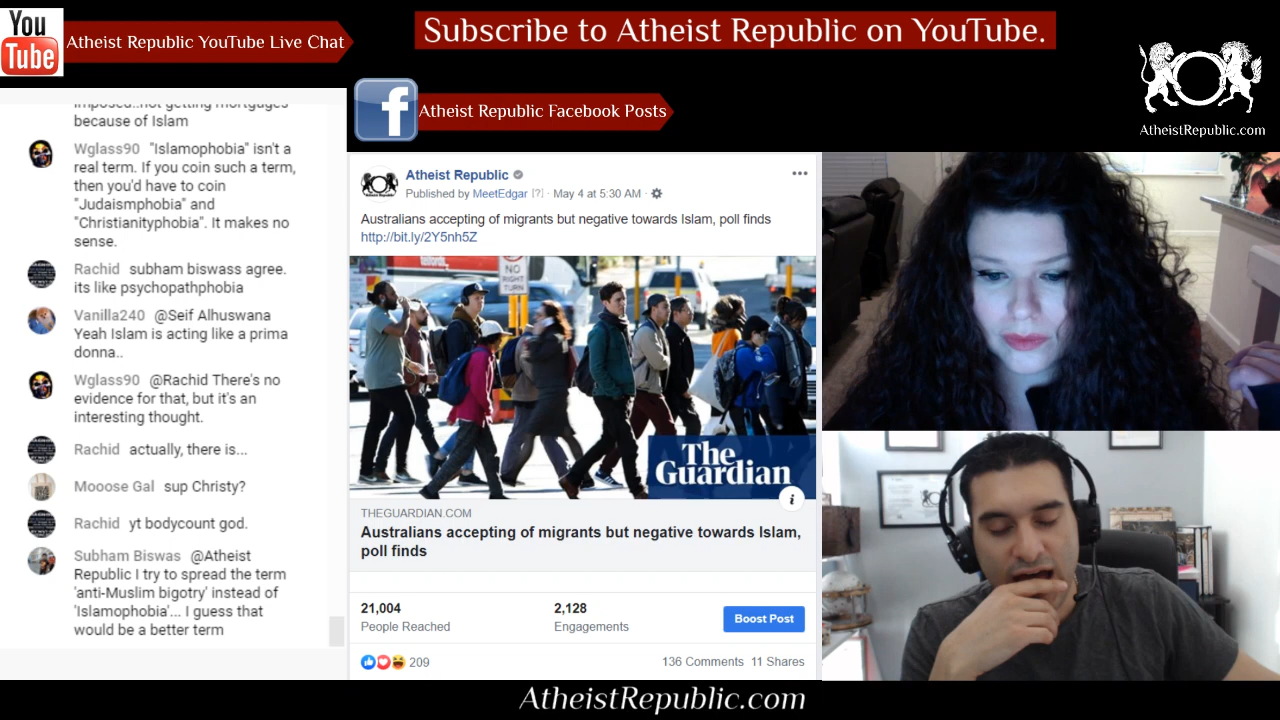 You
Tube
Atheist Republic YouTube Live Chat
Subscribe to Atheist Republic on YouTube.
AtheistRepublic.com
Atheist Republic Facebook Posts
imposed..not getting mortgages
because of Islam
Wglass90 "Islamophobia" isn't a
real term. If you coin such a term,
then you'd have to coin
"Judaismphobia" and
"Christianityphobia". It makes no
sense.
Rachid subham biswass agree.
its like psychopathphobia
Vanilla240 @Seif Alhuswana
Yeah Islam is acting like a prima
donna..
Wglass90 @Rachid There's no
evidence for that, but it's an
interesting thought.
Rachid actually, there is...
Mooose Gal sup Christy?
Rachid yt bodycount god.
Subham Biswas @Atheist
Republic I try to spread the term
'anti-Muslim bigotry' instead of
'Islamophobia'... I guess that
would be a better term
Atheist Republic
Published by MeetEdgar [?] · May 4 at 5:30 AM ·
Australians accepting of migrants but negative towards Islam, poll finds
http://bit.ly/2Y5nh5Z
NO
RIGHT
TURN
The
Guardian
i
THEGUARDIAN.COM
Australians accepting of migrants but negative towards Islam,
poll finds
21,004
People Reached
2,128
Engagements
Boost Post
209
136 Comments 11 Shares
AtheistRepublic.com